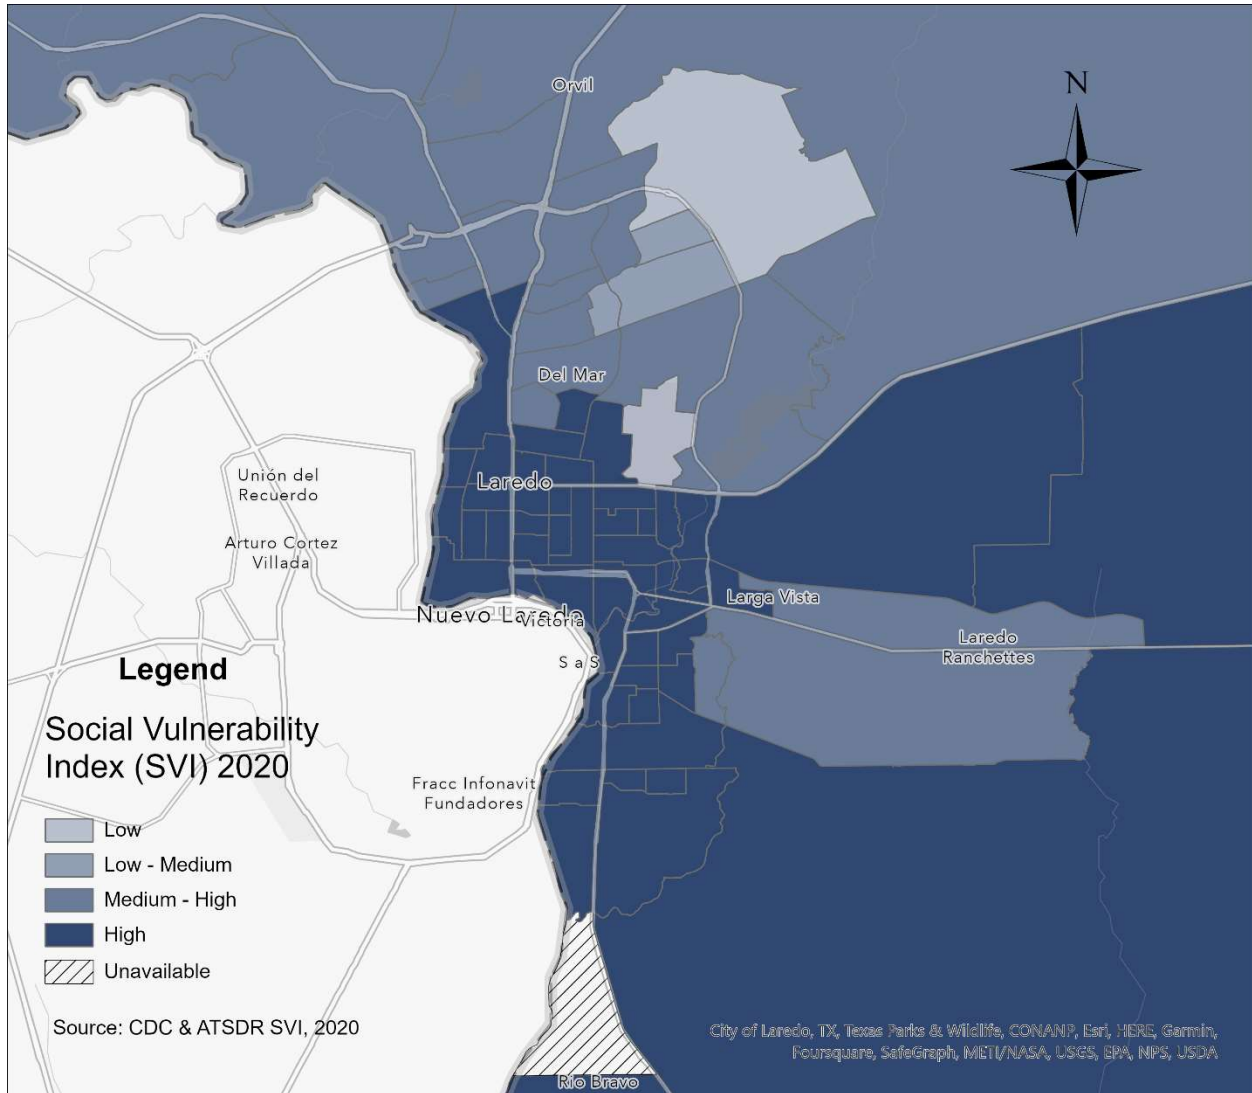 Orvil
N
Del Mar
Laredo
Unión del
Recuerdo
Arturo Cortez
Villada
Nuevo Laredo
Victoria
Larga Vista
Laredo
Ranchettes
S a S
Legend
Social Vulnerability
Index (SVI) 2020
Fracc Infonavit
Fundadores
Low
Low - Medium
Medium - High
High
Unavailable
Source: CDC & ATSDR SVI, 2020
City of Laredo, TX, Texas Parks & Wildlife, CONANP, Esri, HERE, Garmin,
Foursquare, SafeGraph, METI/NASA, USGS, EPA, NPS, USDA
Rio Bravo